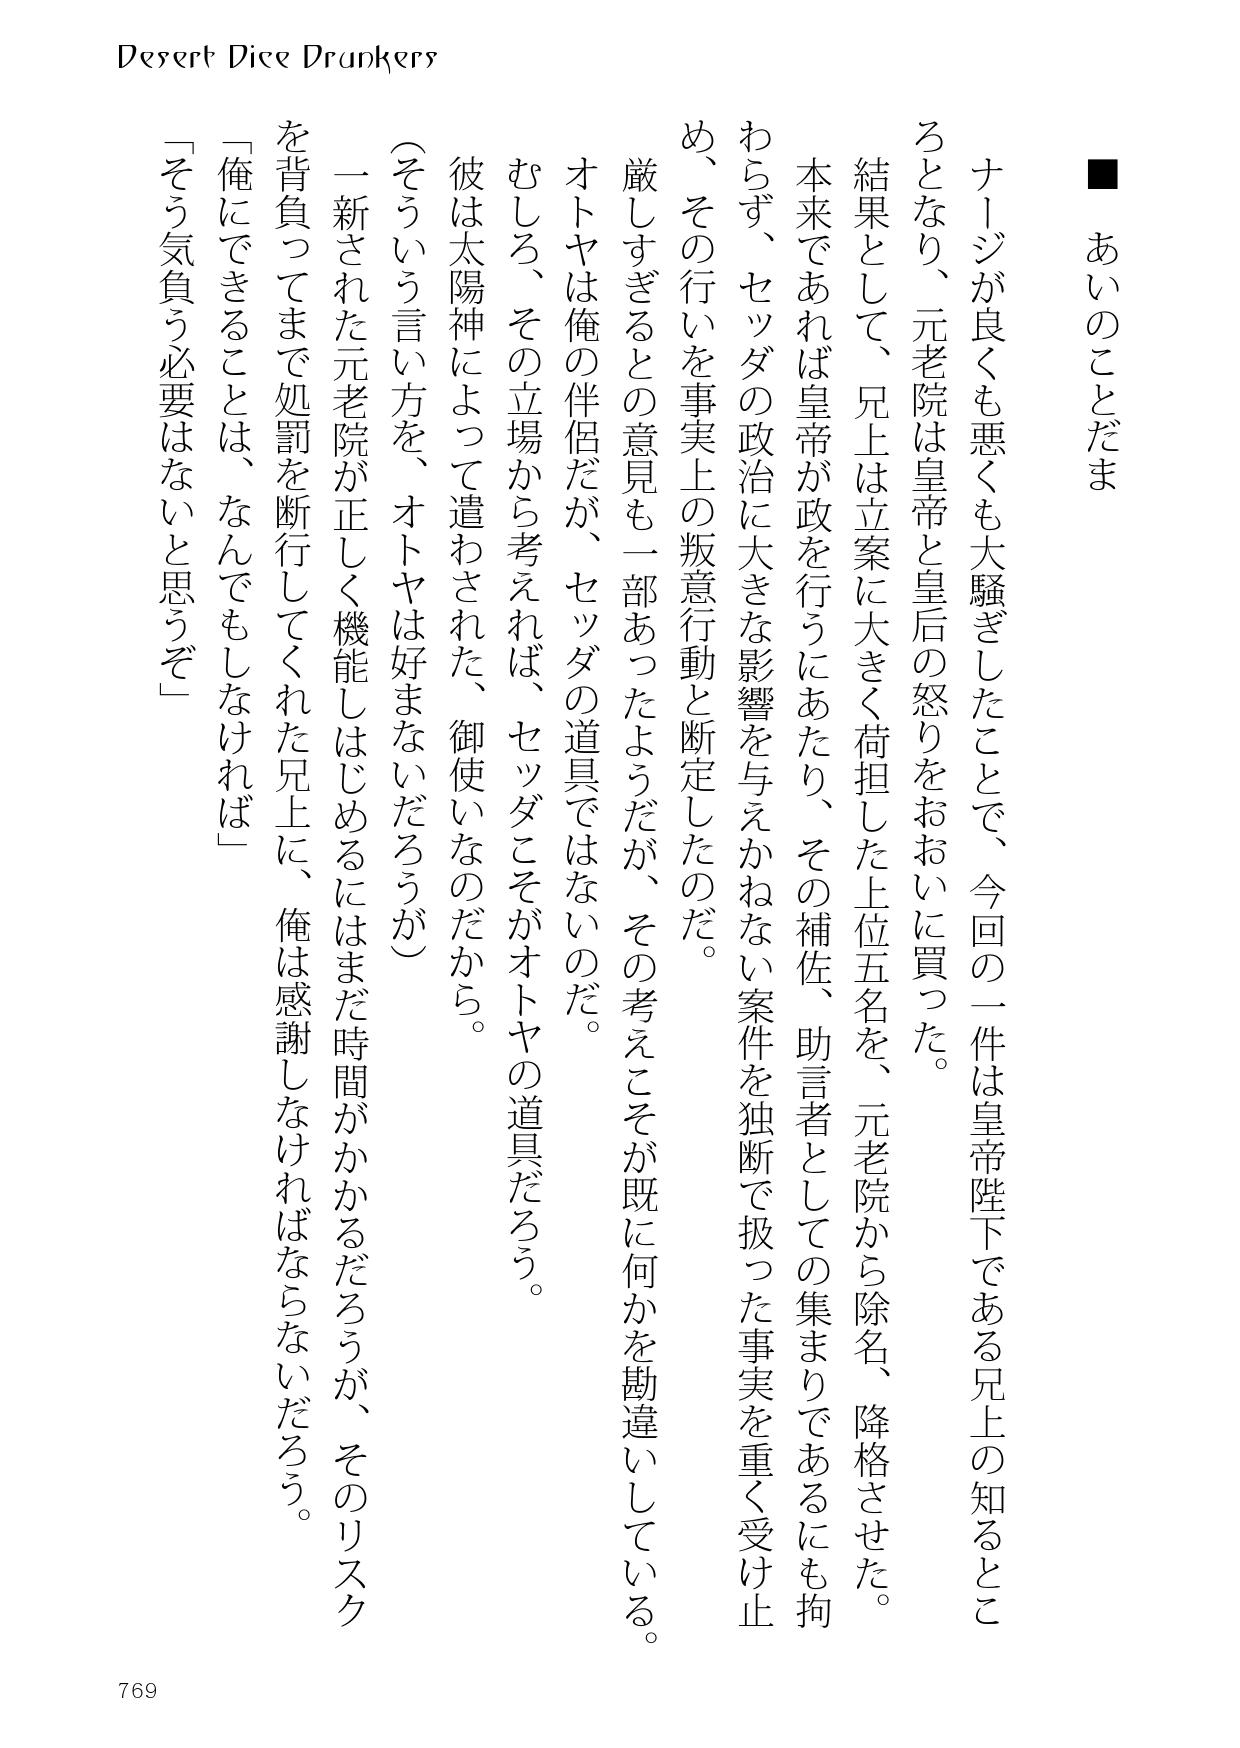 Desert Dice Drunkers
■ あいのことだま
ナージが良くも悪くも大騒ぎしたことで、今回の一件は皇帝陛下である兄上の知るとこ
ろとなり、元老院は皇帝と皇后の怒りをおおいに買った。
結果として、兄上は立案に大きく荷担した上位五名を、元老院から除名、降格させた。
本来であれば皇帝が政を行うにあたり、その補佐、助言者としての集まりであるにも拘
わらず、セッダの政治に大きな影響を与えかねない案件を独断で扱った事実を重く受け止
め、その行いを事実上の叛意行動と断定したのだ。
厳しすぎるとの意見も一部あったようだが、その考えこそが既に何かを勘違いしている。
オトヤは俺の伴侶だが、セッダの道具ではないのだ。
むしろ、その立場から考えれば、セッダこそがオトヤの道具だろう。
彼は太陽神によって遣わされた、御使いなのだから。
（そういう言い方を、オトヤは好まないだろうが）
一新された元老院が正しく機能しはじめるにはまだ時間がかかるだろうが、そのリスク
を背負ってまで処罰を断行してくれた兄上に、俺は感謝しなければならないだろう。
「俺にできることは、なんでもしなければ」
「そう気負う必要はないと思うぞ」
769